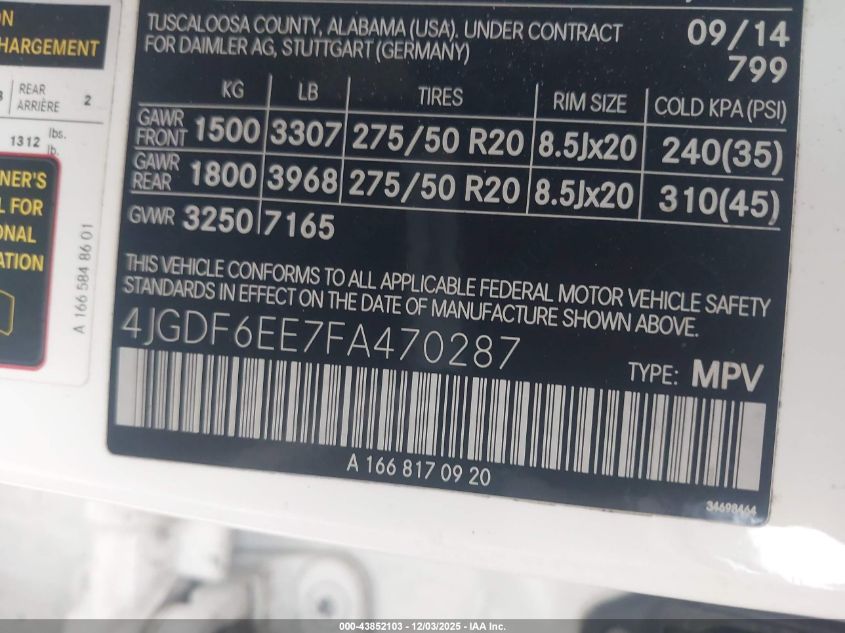 ON
CHARGEMENT
REAR
ARRIÈRE 2
1312 lbs.
lb.
NER'S
L FOR
ONAL
ATION
A 166 584 86 01
TUSCALOOSA COUNTY, ALABAMA (USA). UNDER CONTRACT
FOR DAIMLER AG, STUTTGART (GERMANY)
09/14
799
KG LB TIRES RIM SIZE COLD KPA (PSI)
GAWR
FRONT 1500 3307 275/50 R20 8.5Jx20 240(35)
GAWR
REAR 1800 3968 275/50 R20 8.5Jx20 310(45)
GVWR 3250 7165
THIS VEHICLE CONFORMS TO ALL APPLICABLE FEDERAL MOTOR VEHICLE SAFETY
STANDARDS IN EFFECT ON THE DATE OF MANUFACTURE SHOWN ABOVE.
4JGDF6EE7FA470287
TYPE: MPV
A 166 817 09 20
34698464
000-43852103 - 12/03/2025 - IAA Inc.